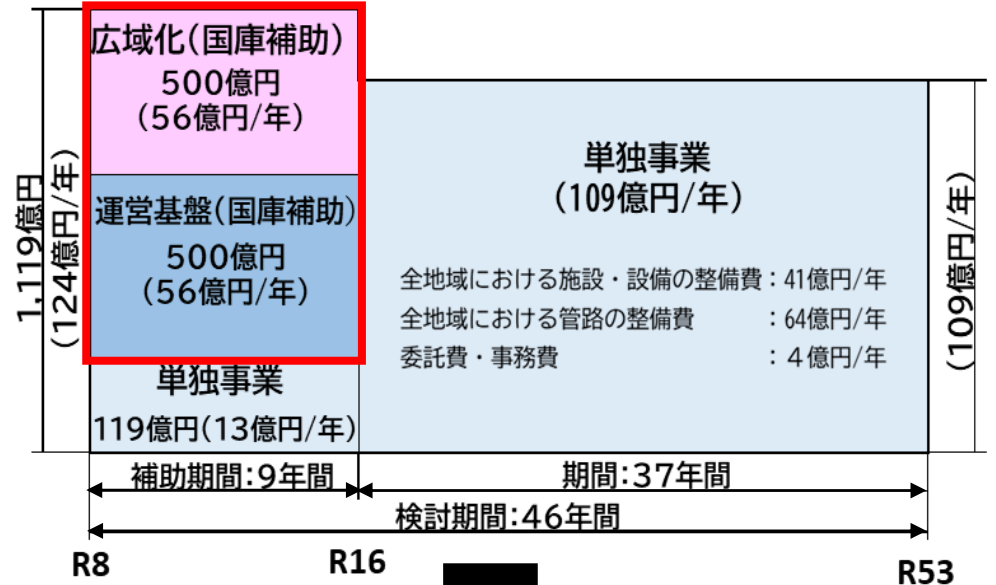 広域化(国庫補助)
500億円
(56億円/年)
運営基盤(国庫補助)
500億円
(56億円/年)
単独事業
119億円(13億円/年)
1,119億円
(124億円/年)
単独事業
(109億円/年)
全地域における施設・設備の整備費：41億円/年
全地域における管路の整備費　　　：64億円/年
委託費・事務費　　　　　　　　　：４億円/年
(109億円/年)
補助期間:9年間
期間:37年間
検討期間:46年間
R8
R16
R53